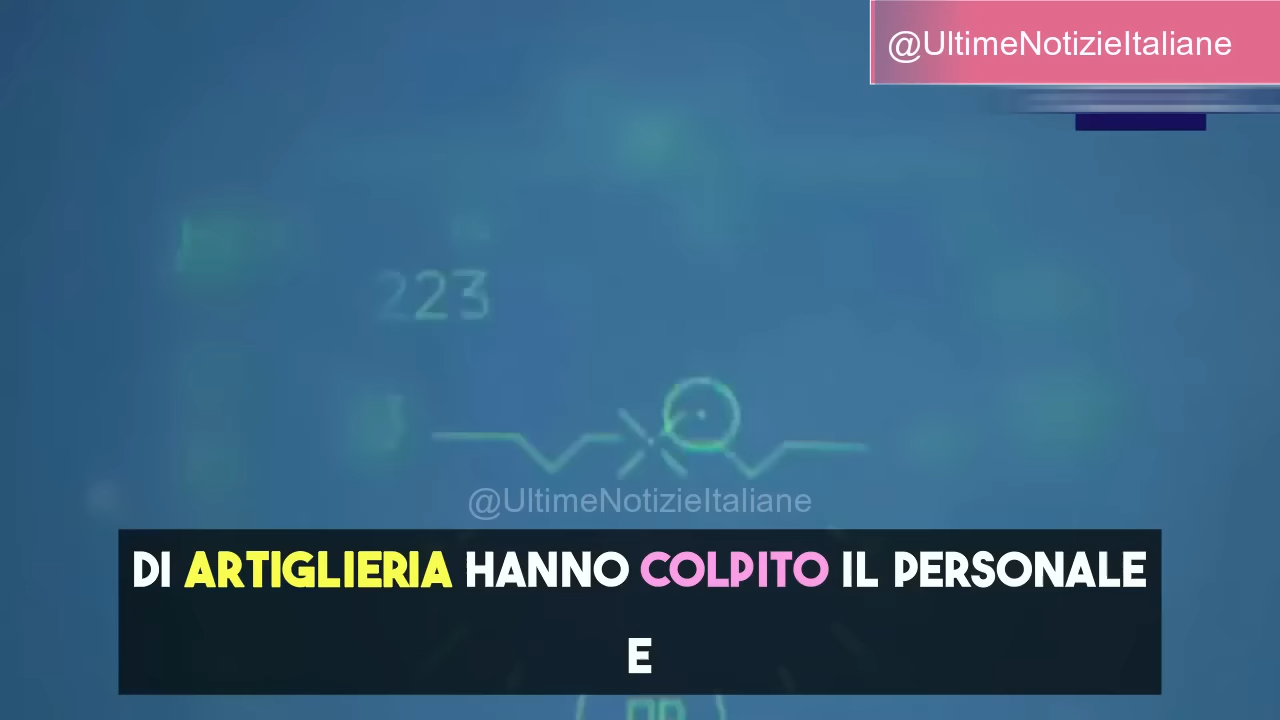 @UltimeNotizieItaliane
223
@UltimeNotizieItaliane
DI ARTIGLIERIA HANNO COLPITO IL PERSONALE
E